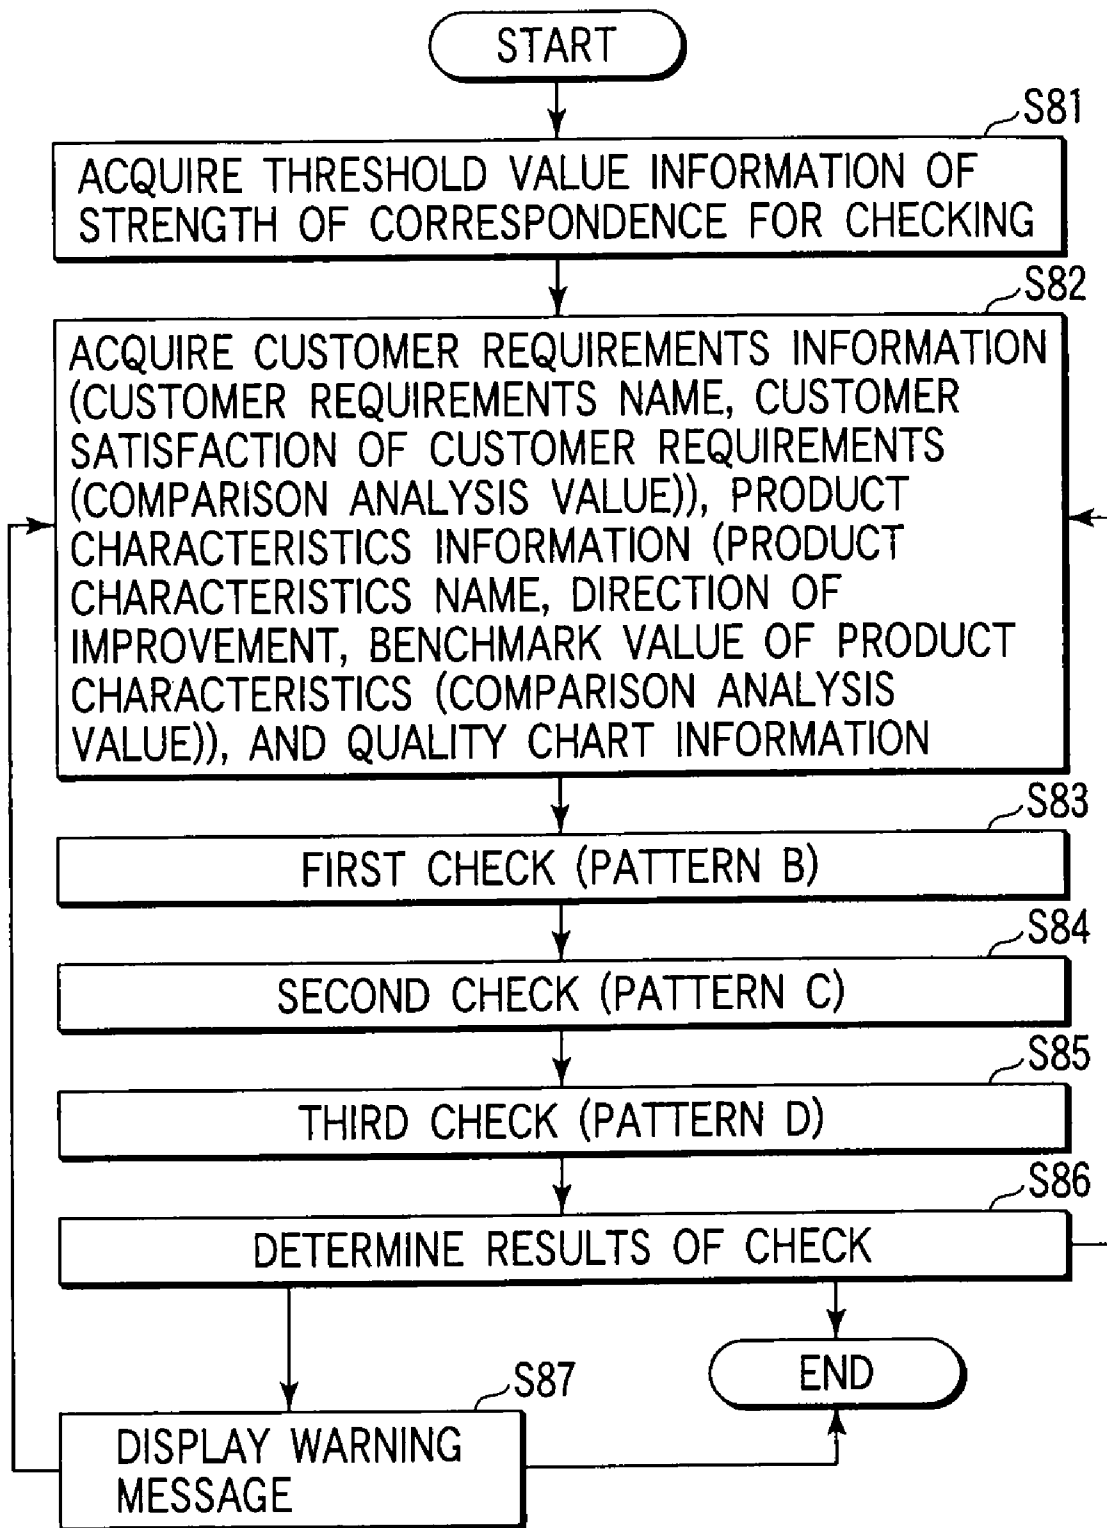 START
S81
ACQUIRE THRESHOLD VALUE INFORMATION OF
STRENGTH OF CORRESPONDENCE FOR CHECKING
S82
ACQUIRE CUSTOMER REQUIREMENTS INFORMATION
(CUSTOMER REQUIREMENTS NAME, CUSTOMER
SATISFACTION OF CUSTOMER REQUIREMENTS
(COMPARISON ANALYSIS VALUE)), PRODUCT
CHARACTERISTICS INFORMATION (PRODUCT
CHARACTERISTICS NAME, DIRECTION OF
IMPROVEMENT, BENCHMARK VALUE OF PRODUCT
CHARACTERISTICS (COMPARISON ANALYSIS
VALUE)), AND QUALITY CHART INFORMATION
S83
FIRST CHECK (PATTERN B)
S84
SECOND CHECK (PATTERN C)
S85
THIRD CHECK (PATTERN D)
S86
DETERMINE RESULTS OF CHECK
END
S87
DISPLAY WARNING
MESSAGE